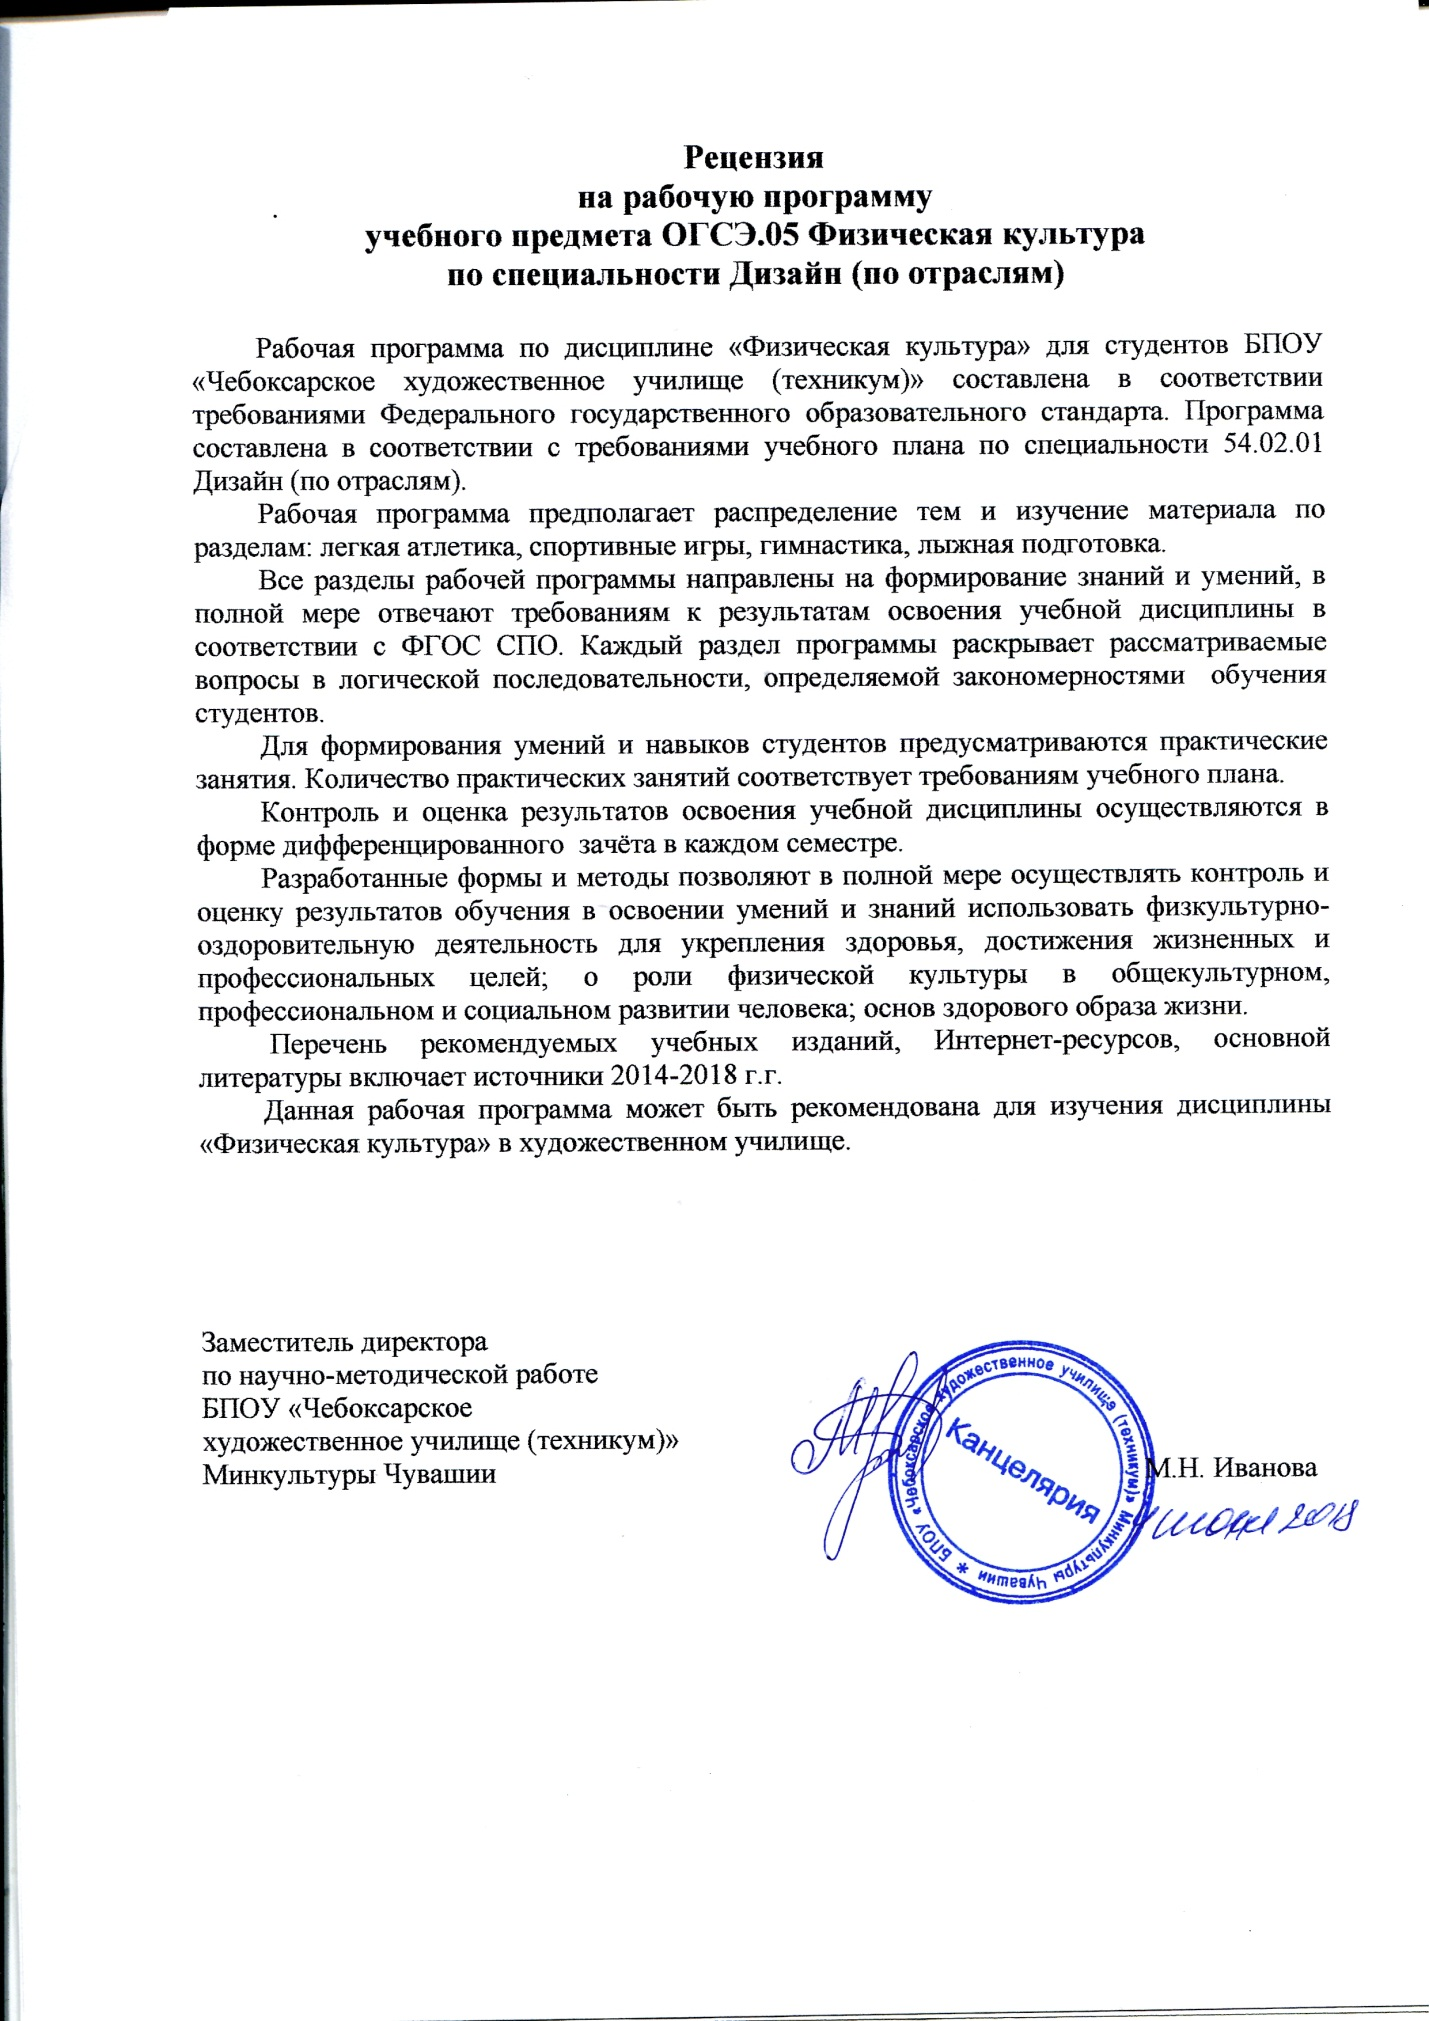 Рецензия
на рабочую программу
учебного предмета ОГСЭ.05 Физическая культура
по специальности Дизайн (по отраслям)
Рабочая программа по дисциплине «Физическая культура» для студентов БПОУ
«Чебоксарское художественное училище (техникум)» составлена в соответствии
требованиями Федерального государственного образовательного стандарта. Программа
составлена в соответствии с требованиями учебного плана по специальности 54.02.01
Дизайн (по отраслям).
Рабочая программа предполагает распределение тем и изучение материала по
разделам: легкая атлетика, спортивные игры, гимнастика, лыжная подготовка.
Все разделы рабочей программы направлены на формирование знаний и умений, в
полной мере отвечают требованиям к результатам освоения учебной дисциплины в
соответствии с ФГОС СПО. Каждый раздел программы раскрывает рассматриваемые
вопросы в логической последовательности, определяемой закономерностями обучения
студентов.
Для формирования умений и навыков студентов предусматриваются практические
занятия. Количество практических занятий соответствует требованиям учебного плана.
Контроль и оценка результатов освоения учебной дисциплины осуществляются в
форме дифференцированного зачёта в каждом семестре.
Разработанные формы и методы позволяют в полной мере осуществлять контроль и
оценку результатов обучения в освоении умений и знаний использовать физкультурно-
оздоровительную деятельность для укрепления здоровья, достижения жизненных и
профессиональных целей; о роли физической культуры в общекультурном,
профессиональном и социальном развитии человека; основ здорового образа жизни.
Перечень рекомендуемых учебных изданий, Интернет-ресурсов, основной
литературы включает источники 2014-2018 г.г.
Данная рабочая программа может быть рекомендована для изучения дисциплины
«Физическая культура» в художественном училище.
Заместитель директора
по научно-методической работе
БПОУ «Чебоксарское
художественное училище (техникум)»
Минкультуры Чувашии
М.Н. Иванова
БПОУ «Чебоксарское художественное училище (техникум)» Минкультуры Чувашии *
Канцелярия
2018